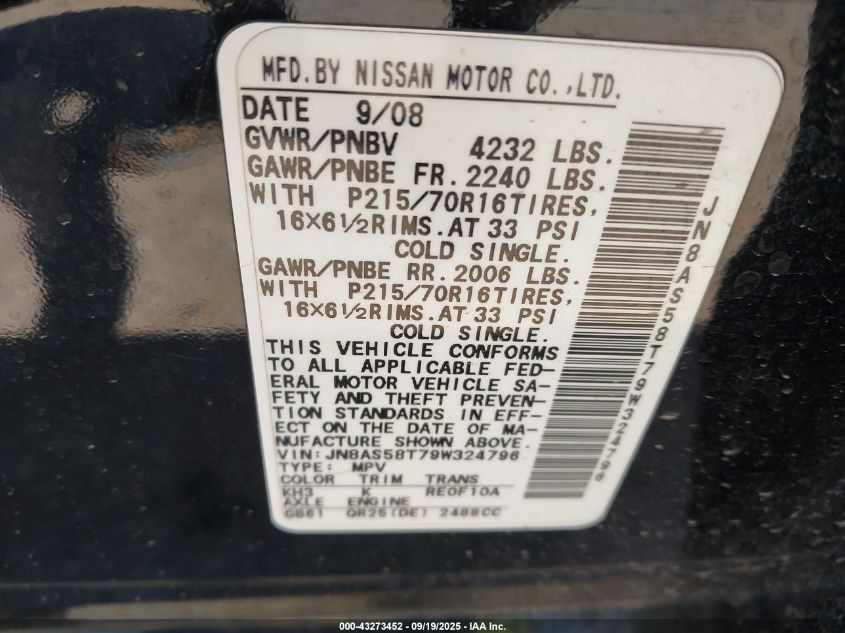 MFD.BY NISSAN MOTOR CO.,LTD.
DATE 9/08
GVWR/PNBV 4232 LBS.
GAWR/PNBE FR.2240 LBS.
WITH P215/70R16TIRES,
16X6½RIMS.AT 33 PSI
COLD SINGLE.
GAWR/PNBE RR.2006 LBS.
WITH P215/70R16TIRES,
16X6½RIMS.AT 33 PSI
COLD SINGLE.
THIS VEHICLE CONFORMS
TO ALL APPLICABLE FED-
ERAL MOTOR VEHICLE SA-
FETY AND THEFT PREVEN-
TION STANDARDS IN EFF-
ECT ON THE DATE OF MA-
NUFACTURE SHOWN ABOVE.
VIN:JN8AS58T79W324796
TYPE: MPV
COLOR TRIM TRANS
KH3 K RE0F10A
AXLE ENGINE
GB61 QR25(DE) 2488CC
JN8AS58T79W324796
000-43273452 - 09/19/2025 - IAA Inc.